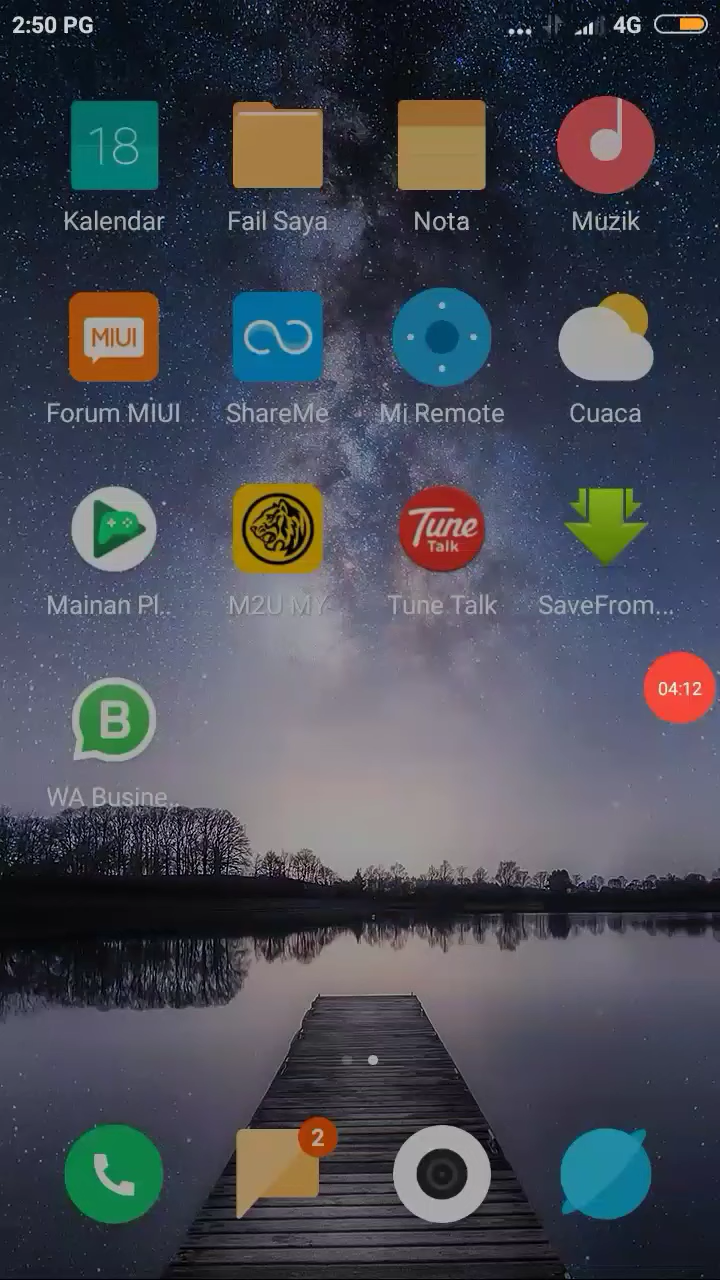 2:50 PG
4G
18
Kalendar
Fail Saya
Nota
Muzik
MIUI
Forum MIUI
ShareMe
Mi Remote
Cuaca
Tune
Talk
Mainan Pl..
M2U MY
Tune Talk
SaveFrom...
04:12
B
WA Busine..
2